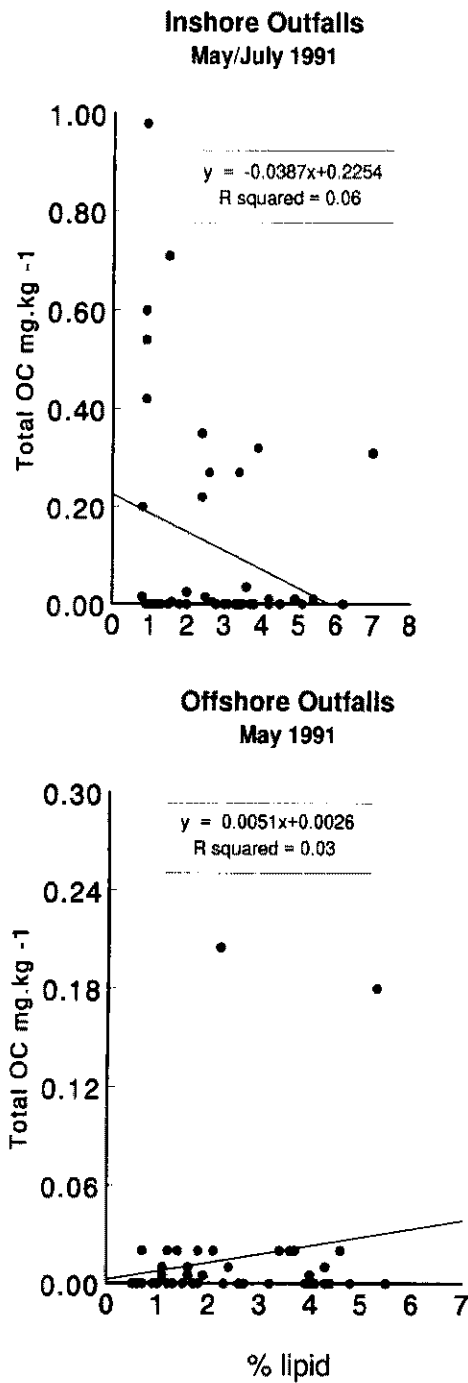 Inshore Outfalls
May/July 1991
y = -0.0387x+0.2254
R squared = 0.06
Total OC mg.kg -1
1.00
0.80
0.60
0.40
0.20
0.00
0 1 2 3 4 5 6 7 8
Offshore Outfalls
May 1991
y = 0.0051x+0.0026
R squared = 0.03
Total OC mg.kg -1
0.30
0.24
0.18
0.12
0.06
0.00
0 1 2 3 4 5 6 7
% lipid